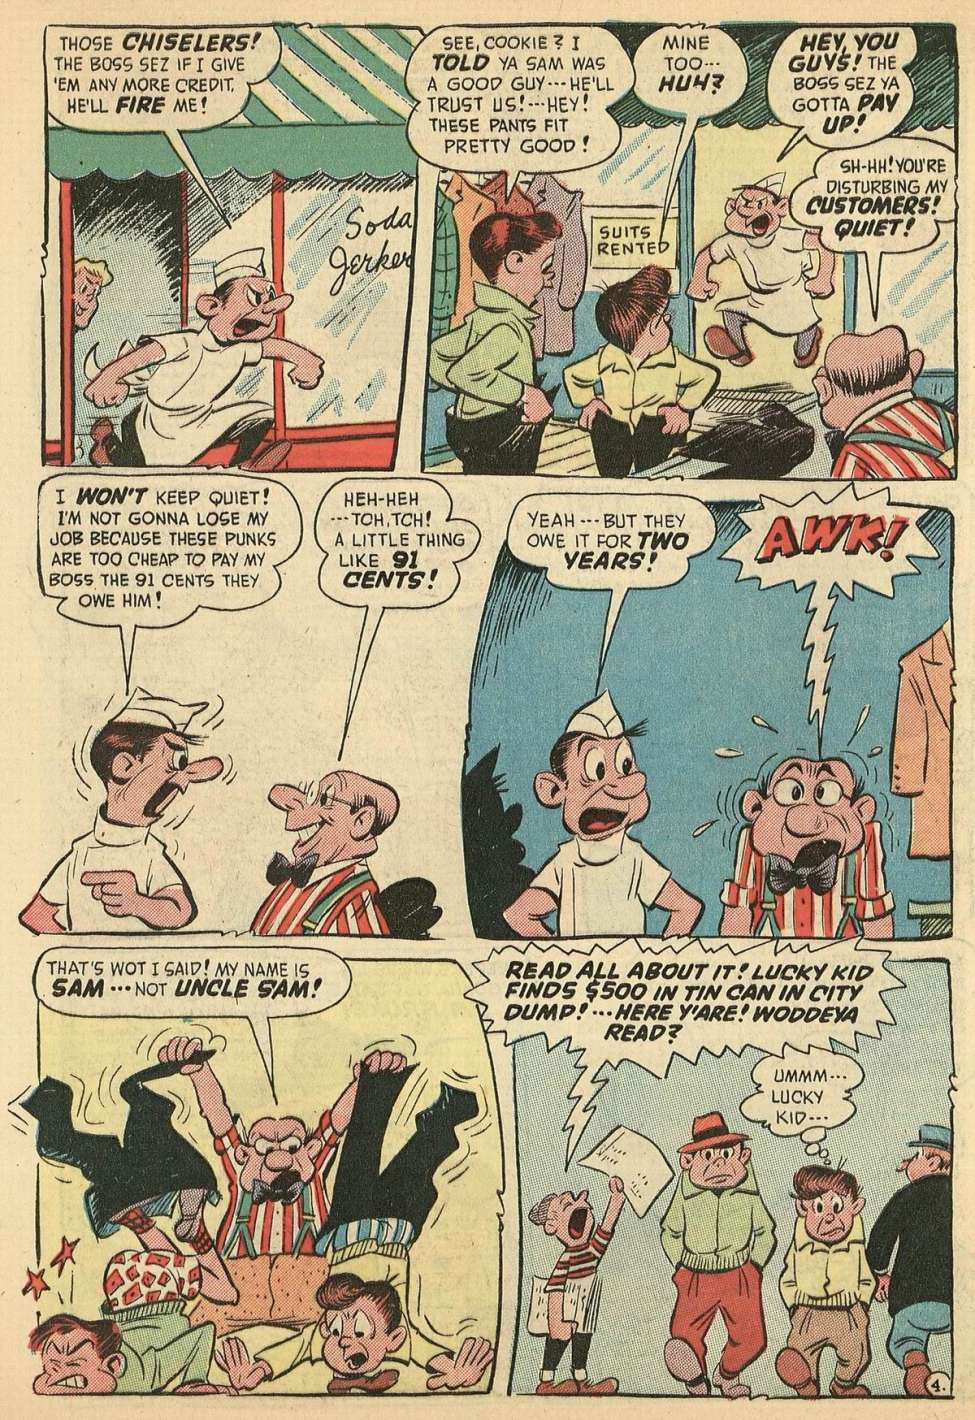 THOSE CHISELERS!
THE BOSS SEZ IF I GIVE
'EM ANY MORE CREDIT,
HE'LL FIRE ME!
Soda
Jerker
SEE, COOKIE? I
TOLD YA SAM WAS
A GOOD GUY---HE'LL
TRUST US!---HEY!
THESE PANTS FIT
PRETTY GOOD!
MINE
TOO---
HUH?
HEY, YOU
GUYS! THE
BOSS SEZ YA
GOTTA PAY
UP!
SH-HH! YOU'RE
DISTURBING MY
CUSTOMERS!
QUIET!
SUITS
RENTED
I WON'T KEEP QUIET!
I'M NOT GONNA LOSE MY
JOB BECAUSE THESE PUNKS
ARE TOO CHEAP TO PAY MY
BOSS THE 91 CENTS THEY
OWE HIM!
HEH-HEH
---TCH, TCH!
A LITTLE THING
LIKE 91
CENTS!
YEAH---BUT THEY
OWE IT FOR TWO
YEARS!
AWK!
THAT'S WOT I SAID! MY NAME IS
SAM---NOT UNCLE SAM!
READ ALL ABOUT IT! LUCKY KID
FINDS $500 IN TIN CAN IN CITY
DUMP!---HERE Y'ARE! WODDEYA
READ?
UMMM---
LUCKY
KID---
4.